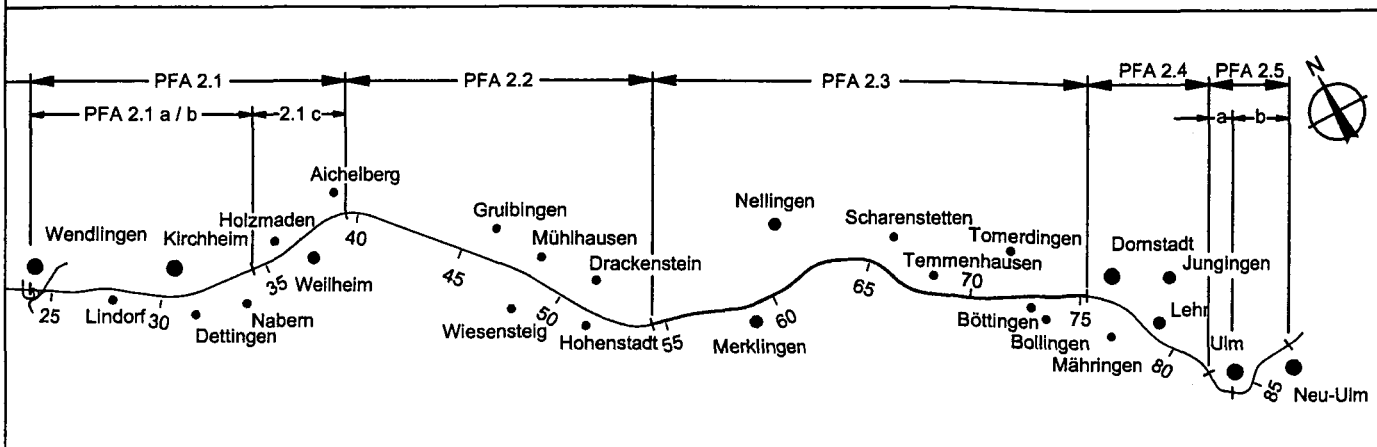 PFA 2.1
PFA 2.2
PFA 2.3
PFA 2.4
PFA 2.5
N
PFA 2.1 a / b
2.1 c
a
b
Aichelberg
Wendlingen
Kirchheim
Holzmaden
Weilheim
Lindorf
Dettingen
Nabern
25
30
35
40
Gruibingen
Mühlhausen
Drackenstein
Wiesensteig
Hohenstadt
45
50
55
Nellingen
Merklingen
Scharenstetten
Tomerdingen
Temmenhausen
60
65
70
75
Böttingen
Bollingen
Mähringen
Dornstadt
Jungingen
Lehr
Ulm
Neu-Ulm
80
85